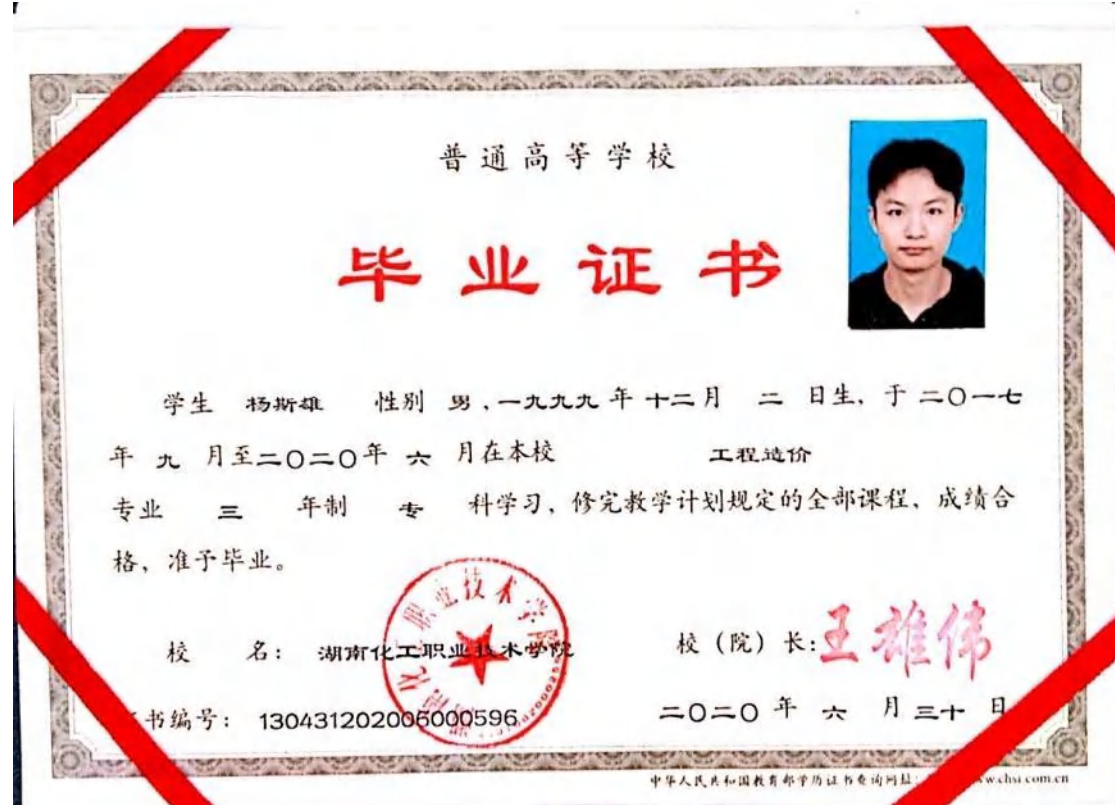 普通高等学校
毕业证书
学生 杨斯雄 性别 男，一九九九年十二月 二 日生，于二〇一七
年 九 月至二〇二〇年 六 月在本校 工程造价
专业 三 年制 专 科学习，修完教学计划规定的全部课程，成绩合
格，准予毕业。
校 名：湖南化工职业技术学院
校（院）长：王雄伟
书编号：130431202006000596
二〇二〇年 六 月三十 日
中华人民共和国教育部学历证书查询网址：
w.chsi.com.cn